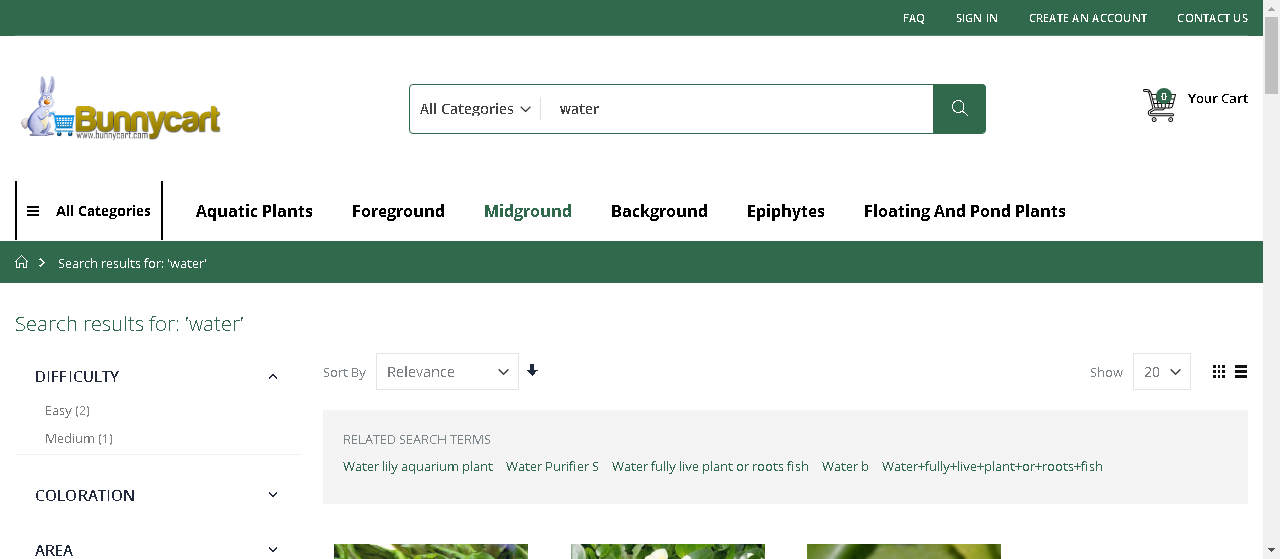 FAQ SIGN IN CREATE AN ACCOUNT CONTACT US
Bunnycart
www.bunnycart.com
All Categories water
0 Your Cart
All Categories Aquatic Plants Foreground Midground Background Epiphytes Floating And Pond Plants
Search results for: 'water'
Search results for: 'water'
DIFFICULTY
Easy (2)
Medium (1)
COLORATION
AREA
Sort By Relevance Show 20
RELATED SEARCH TERMS
Water lily aquarium plant Water Purifier S Water fully live plant or roots fish Water b Water+fully+live+plant+or+roots+fish